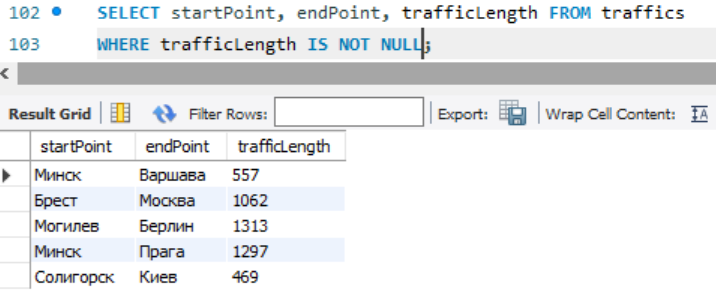 102 SELECT startPoint, endPoint, trafficLength FROM traffics
103 WHERE trafficLength IS NOT NULL;
Result Grid Filter Rows: Export: Wrap Cell Content: IA
startPoint endPoint trafficLength
Минск Варшава 557
Брест Москва 1062
Могилев Берлин 1313
Минск Прага 1297
Солигорск Киев 469